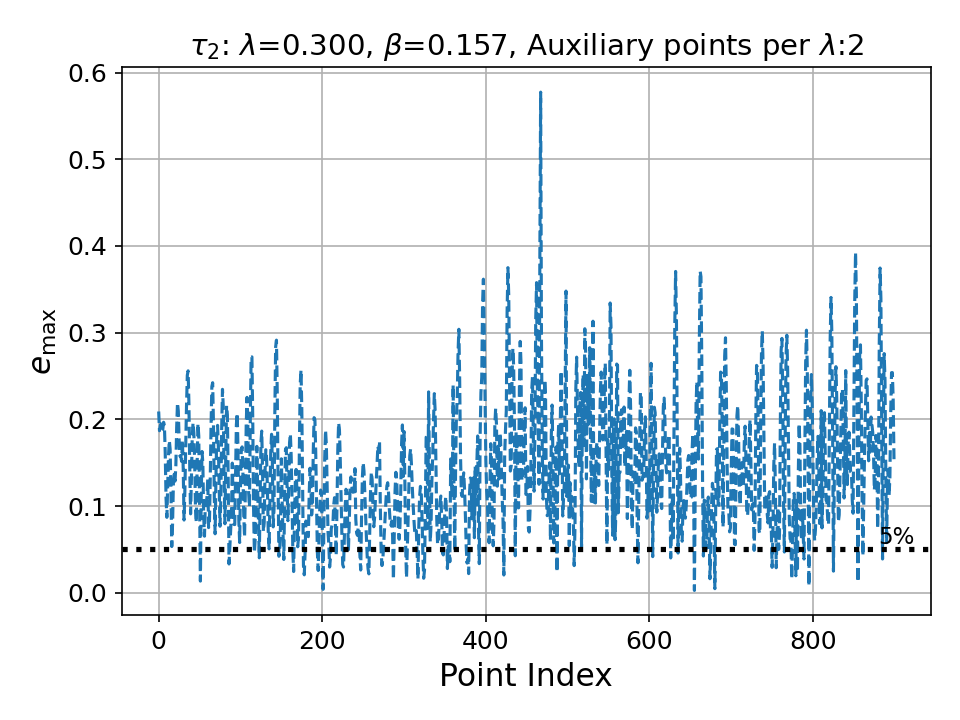 τ₂: λ=0.300, β=0.157, Auxiliary points per λ:2
0.6
0.5
0.4
0.3
0.2
0.1
0.0
e_max
5%
0 200 400 600 800
Point Index